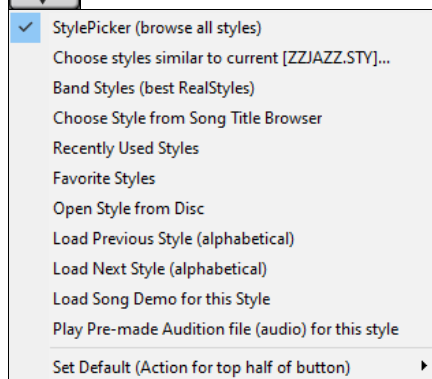 StylePicker (browse all styles)
Choose styles similar to current [ZZJAZZ.STY]...
Band Styles (best RealStyles)
Choose Style from Song Title Browser
Recently Used Styles
Favorite Styles
Open Style from Disc
Load Previous Style (alphabetical)
Load Next Style (alphabetical)
Load Song Demo for this Style
Play Pre-made Audition file (audio) for this style
Set Default (Action for top half of button)